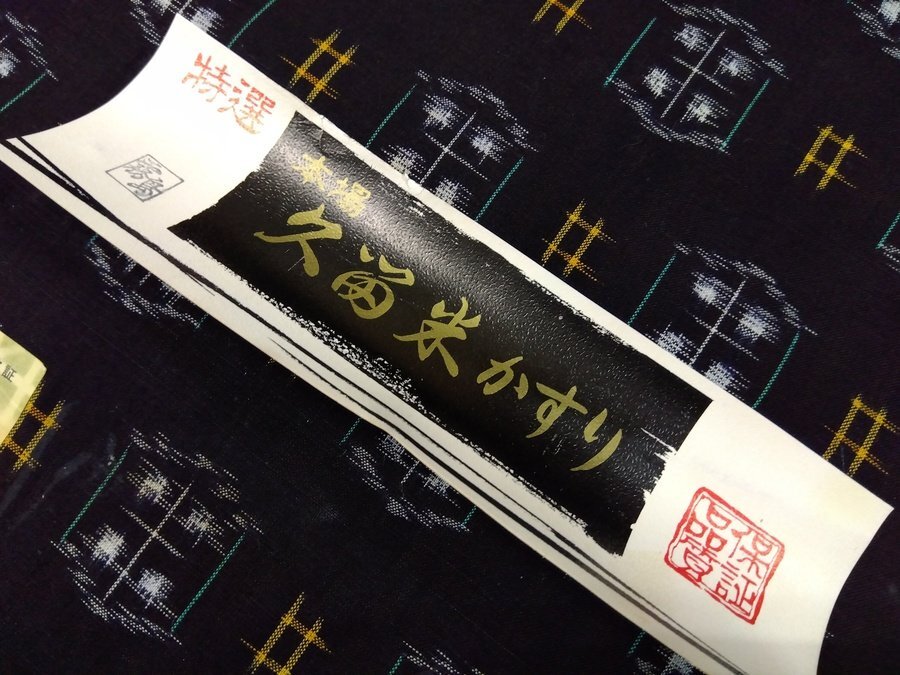 特選
本場
久留米かすり
品質
保証